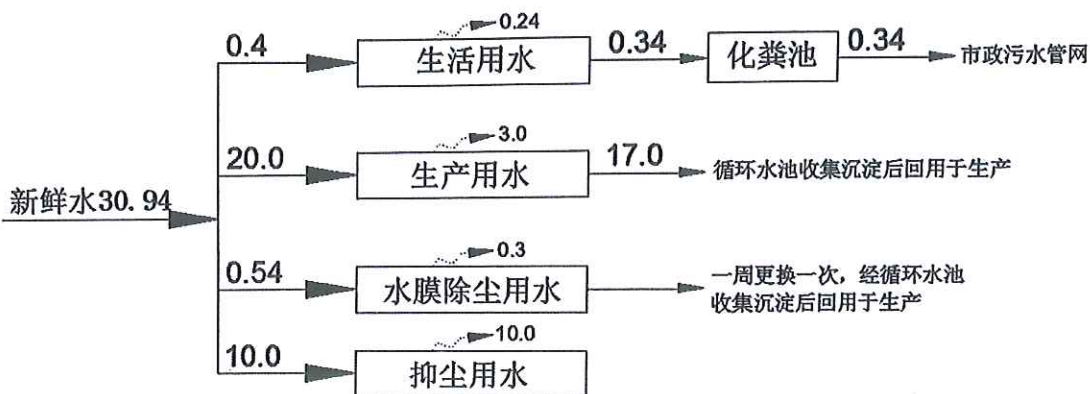 0.24
0.4 生活用水 0.34 化粪池 0.34 市政污水管网
3.0
20.0 生产用水 17.0 循环水池收集沉淀后回用于生产
新鲜水30.94
0.3
0.54 水膜除尘用水 一周更换一次，经循环水池
收集沉淀后回用于生产
10.0
10.0 抑尘用水